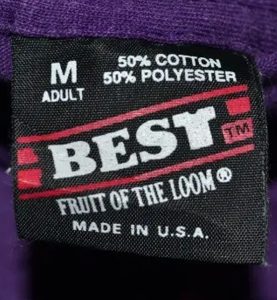 M 50% COTTON
ADULT 50% POLYESTER
BEST TM
FRUIT OF THE LOOM®
MADE IN U.S.A.